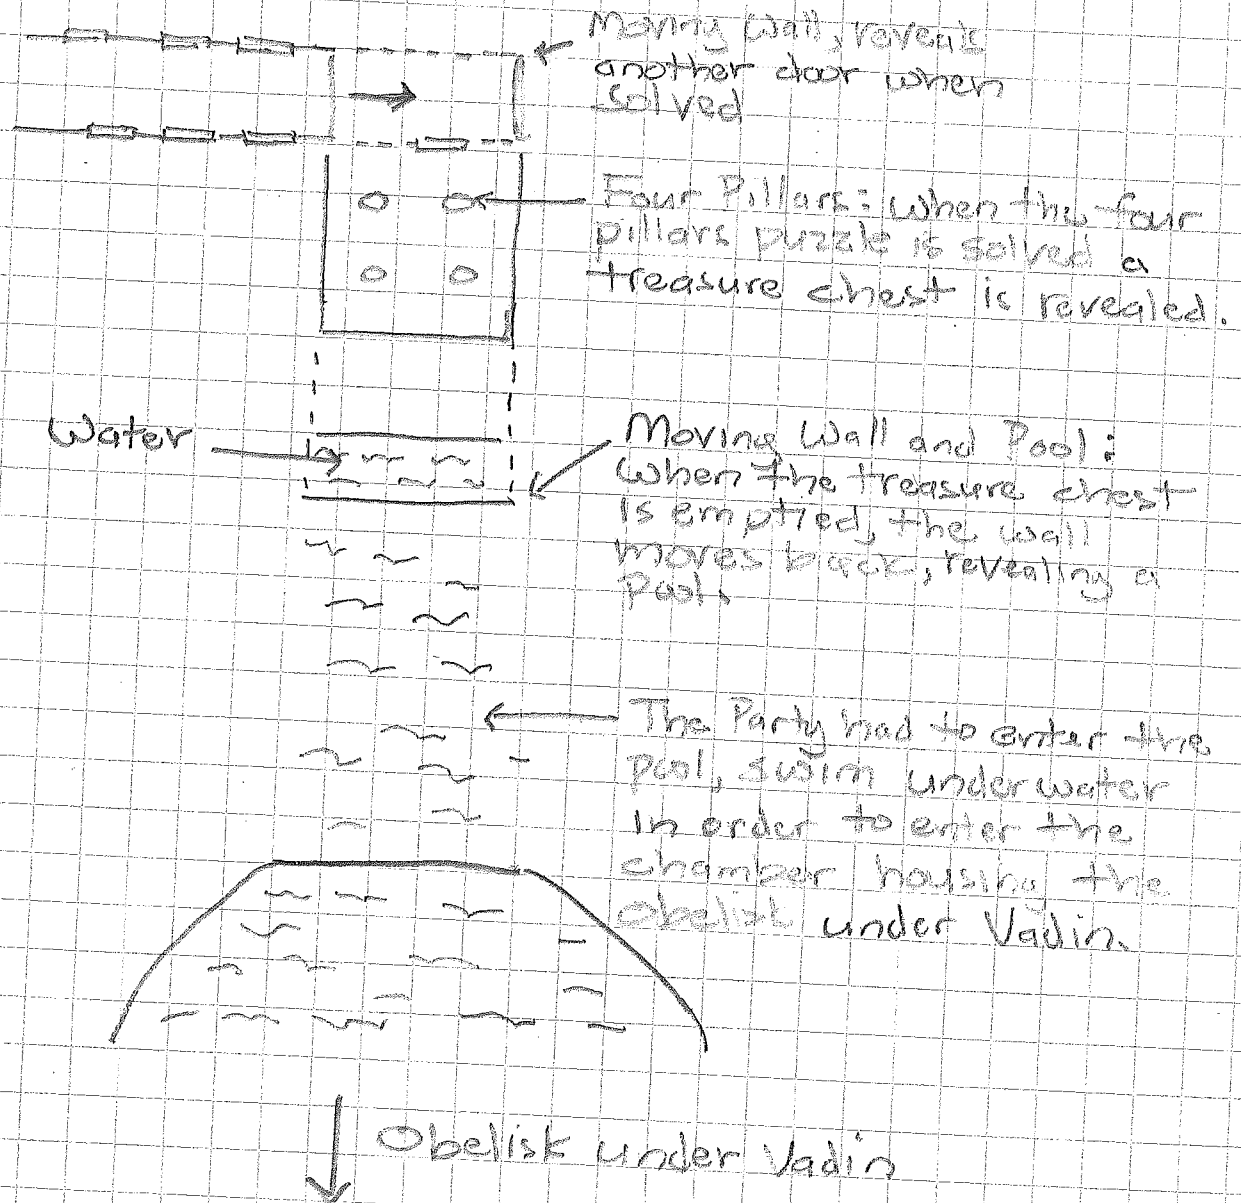 Moving Wall, reveals
another door when
solved
Four Pillars: when the four
pillars puzzle is solved a
treasure chest is revealed.
Water
Moving Wall and Pool:
When the treasure chest
is emptied, the wall
moves back, revealing a
pool.
The Party had to enter the
pool, swim underwater
in order to enter the
chamber housing the
Obelisk under Vadin.
Obelisk under Vadin